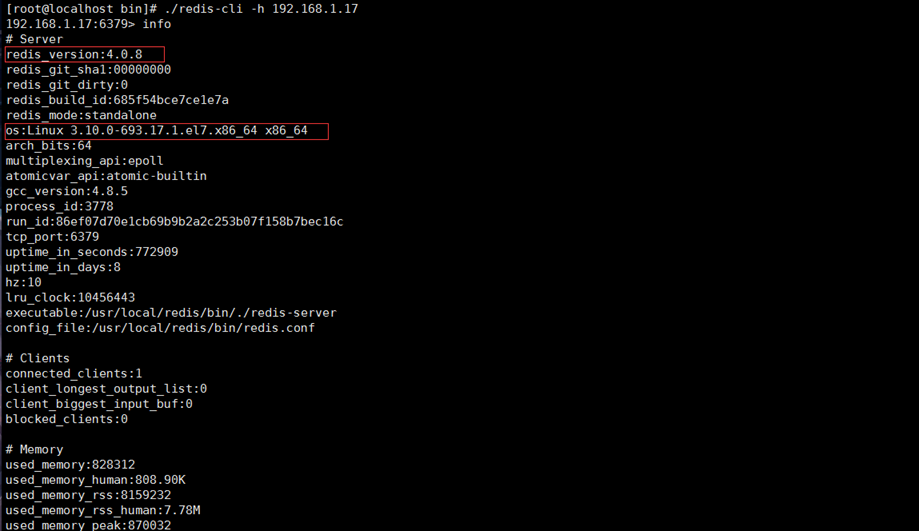 [root@localhost bin]# ./redis-cli -h 192.168.1.17
192.168.1.17:6379> info
# Server
redis_version:4.0.8
redis_git_sha1:00000000
redis_git_dirty:0
redis_build_id:685f54bce7ce1e7a
redis_mode:standalone
os:Linux 3.10.0-693.17.1.el7.x86_64 x86_64
arch_bits:64
multiplexing_api:epoll
atomicvar_api:atomic-builtin
gcc_version:4.8.5
process_id:3778
run_id:86ef07d70e1cb69b9b2a2c253b07f158b7bec16c
tcp_port:6379
uptime_in_seconds:772909
uptime_in_days:8
hz:10
lru_clock:10456443
executable:/usr/local/redis/bin/./redis-server
config_file:/usr/local/redis/bin/redis.conf
# Clients
connected_clients:1
client_longest_output_list:0
client_biggest_input_buf:0
blocked_clients:0
# Memory
used_memory:828312
used_memory_human:808.90K
used_memory_rss:8159232
used_memory_rss_human:7.78M
used_memory_peak:870032